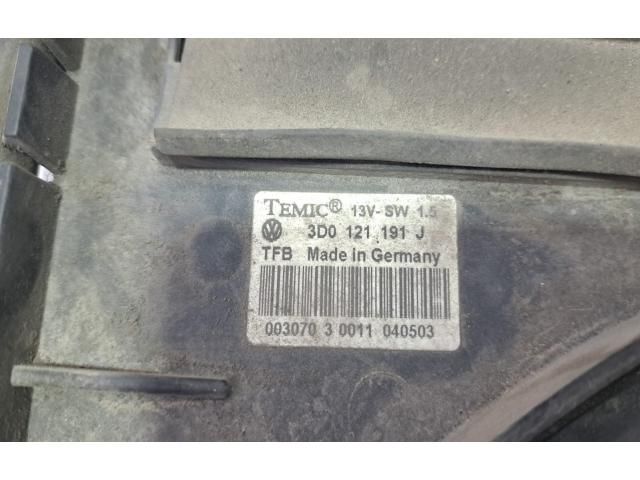 TEMIC® 13V-SW 1.5
3D0 121 191 J
TFB Made in Germany
003070 3 0011 040503